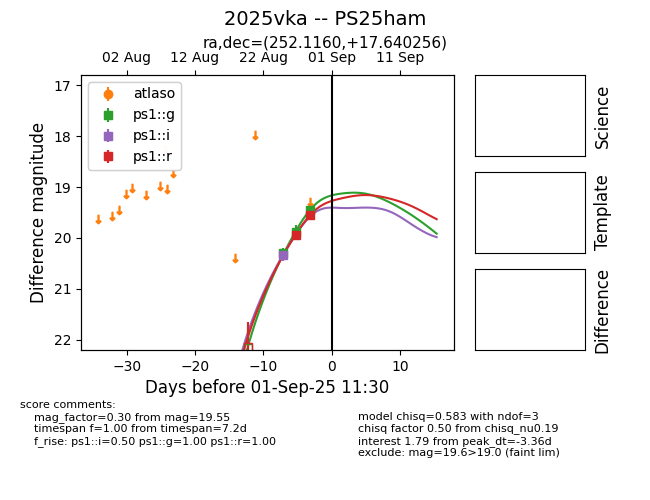 2025vka -- PS25ham
ra,dec=(252.1160,+17.640256)
02 Aug 12 Aug 22 Aug 01 Sep 11 Sep
17
18
19
20
21
22
Difference magnitude
atlaso
ps1::g
ps1::i
ps1::r
−30 −20 −10 0 10
Days before 01-Sep-25 11:30
Science
Template
Difference
score comments:
mag_factor=0.30 from mag=19.55
timespan f=1.00 from timespan=7.2d
f_rise: ps1::i=0.50 ps1::g=1.00 ps1::r=1.00
model chisq=0.583 with ndof=3
chisq factor 0.50 from chisq_nu0.19
interest 1.79 from peak_dt=-3.36d
exclude: mag=19.6>19.0 (faint lim)